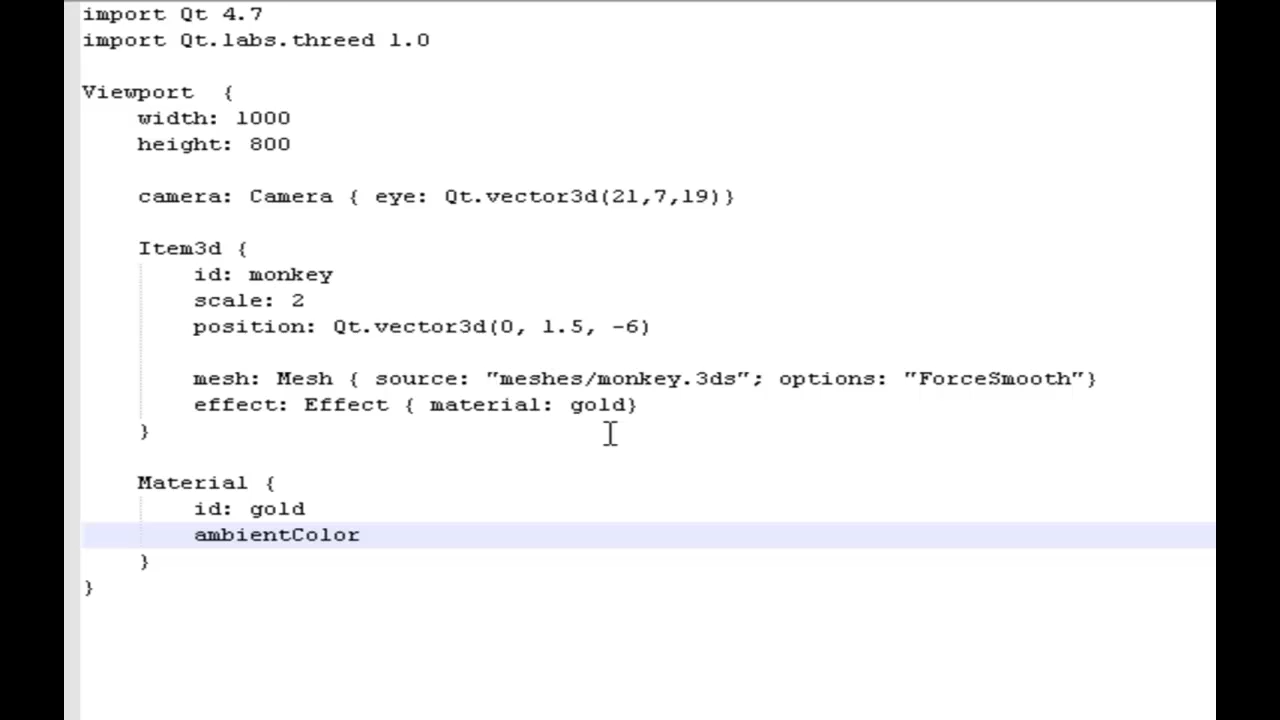 import Qt 4.7
import Qt.labs.threed 1.0
Viewport  {
width: 1000
height: 800
camera: Camera { eye: Qt.vector3d(21,7,19)}
Item3d {
id: monkey
scale: 2
position: Qt.vector3d(0, 1.5, -6)
mesh: Mesh { source: "meshes/monkey.3ds"; options: "ForceSmooth"}
effect: Effect { material: gold}
}
Material {
id: gold
ambientColor
}
}